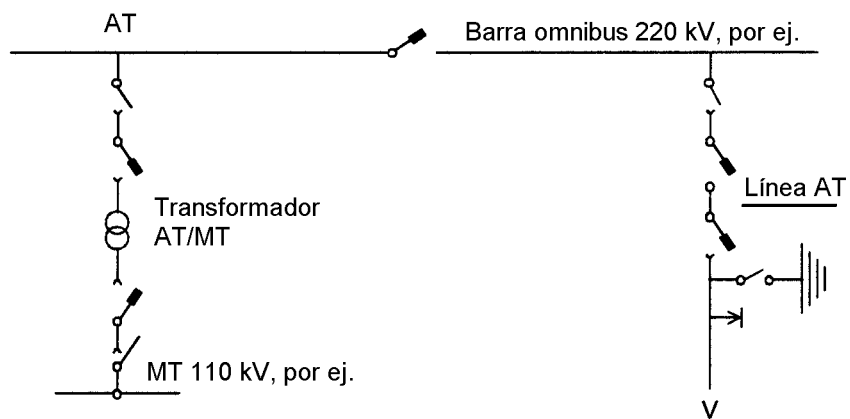 AT
Barra omnibus 220 kV, por ej.
Línea AT
Transformador
AT/MT
MT 110 kV, por ej.
V